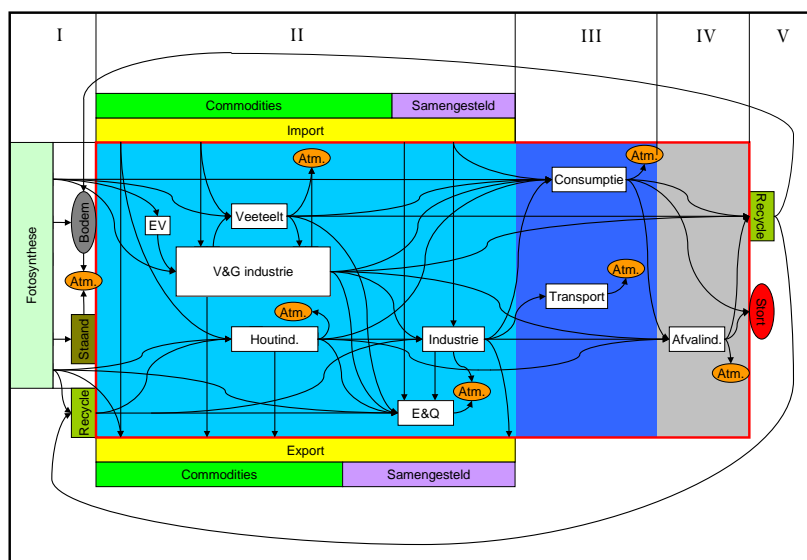 I
II
III
IV
V
Commodities
Samengesteld
Import
Fotosynthese
Bodem
Atm.
Staand
Recycle
EV
Veeteelt
Atm.
V&G industrie
Atm.
Houtind.
Industrie
Atm.
E&Q
Consumptie
Atm.
Transport
Atm.
Afvalind.
Atm.
Recycle
Stort
Export
Commodities
Samengesteld